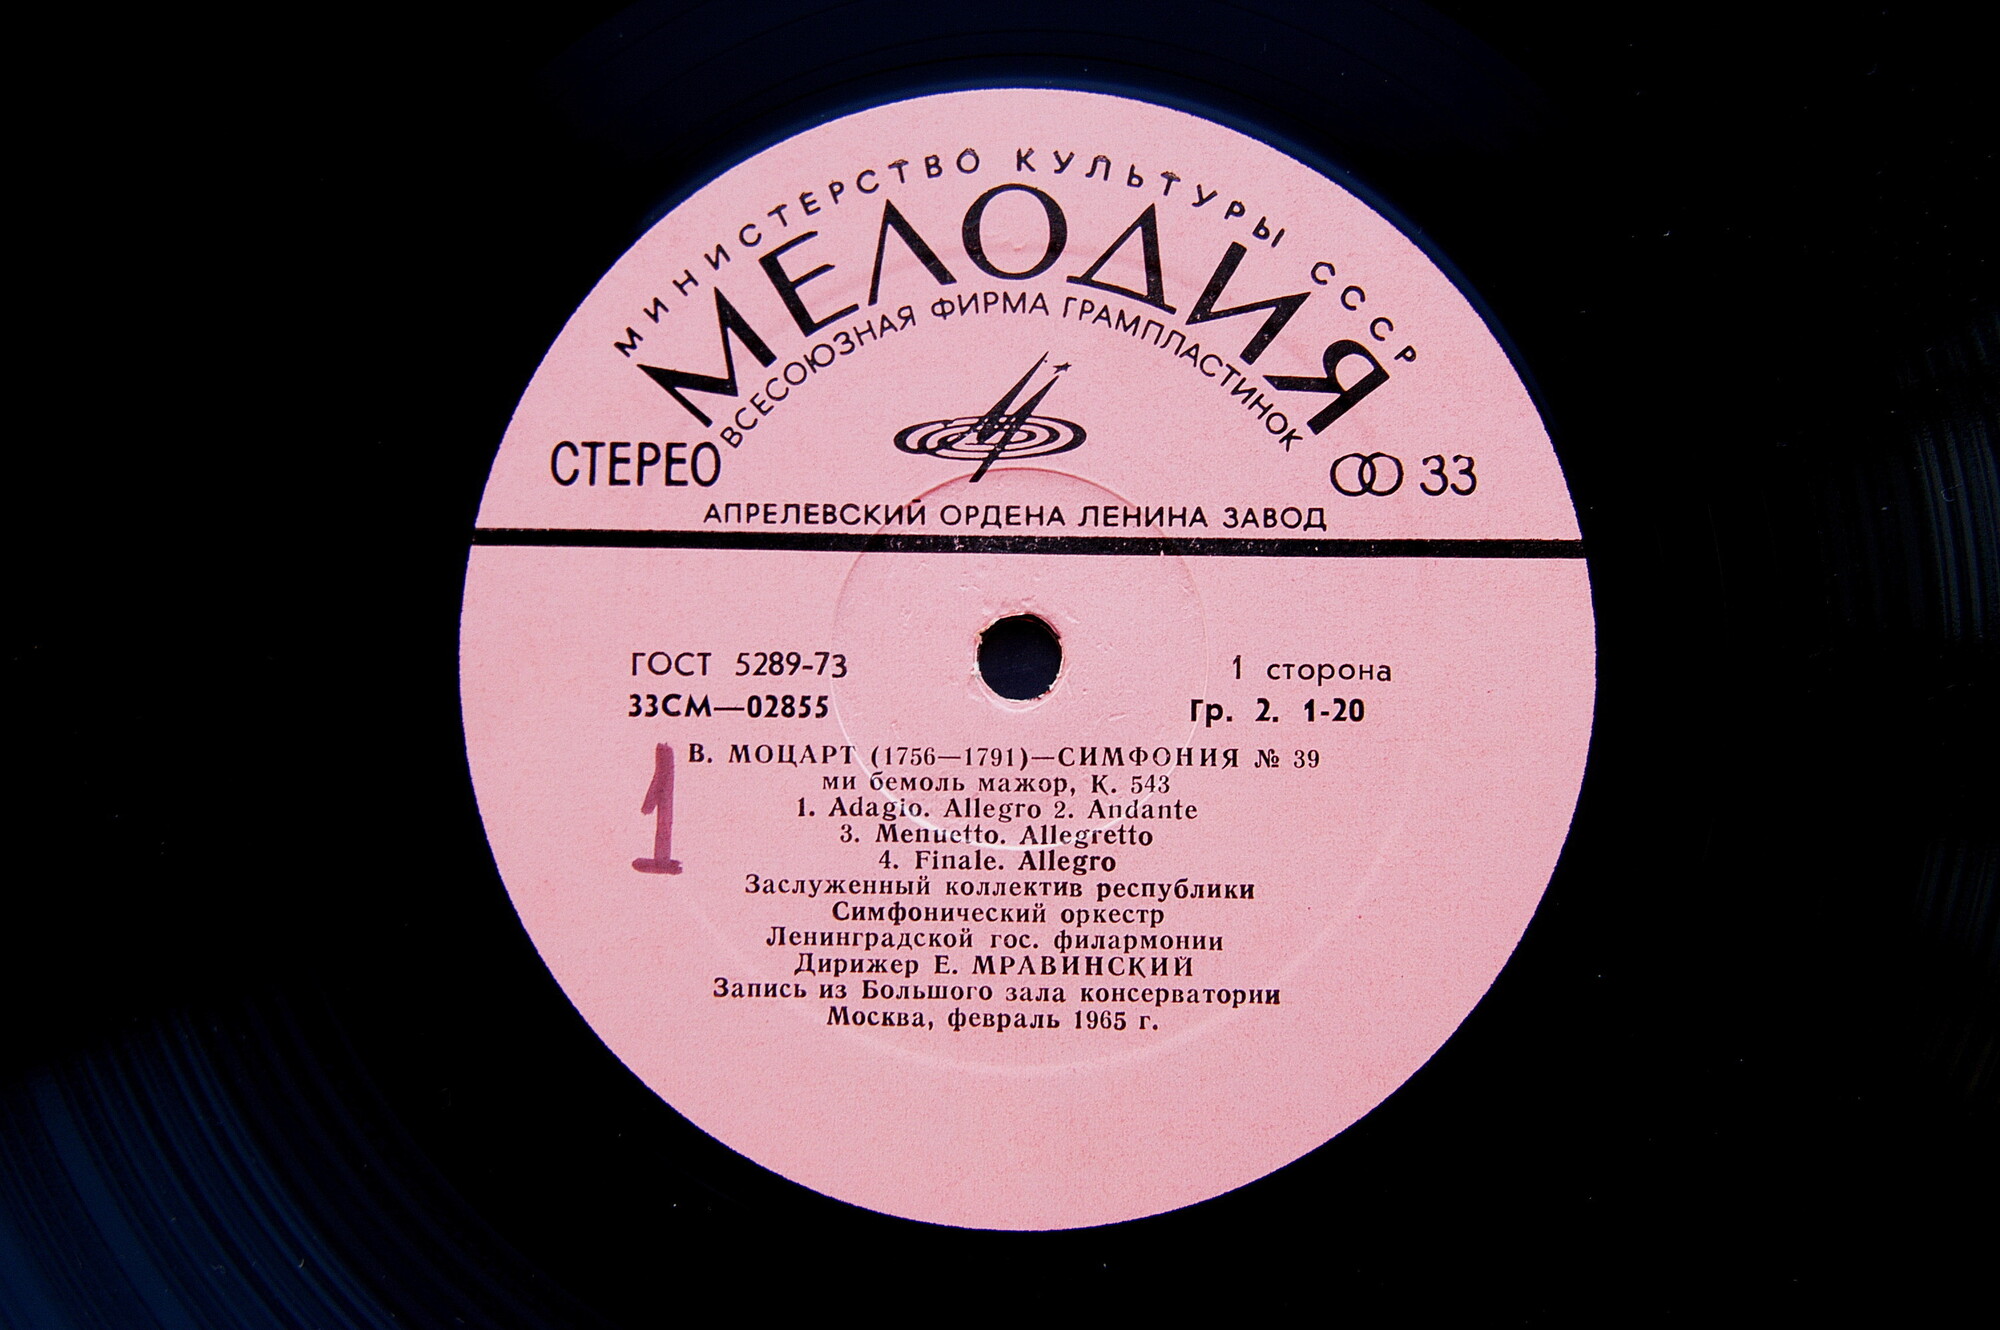 МИНИСТЕРСТВО КУЛЬТУРЫ СССР
МЕЛОДИЯ
ВСЕСОЮЗНАЯ ФИРМА ГРАМПЛАСТИНОК
СТЕРЕО
33
АПРЕЛЕВСКИЙ ОРДЕНА ЛЕНИНА ЗАВОД
ГОСТ 5289-73
1 сторона
33СМ—02855
Гр. 2. 1-20
1
В. МОЦАРТ (1756—1791)—СИМФОНИЯ № 39
ми бемоль мажор, К. 543
1. Adagio. Allegro 2. Andante
3. Menuetto. Allegretto
4. Finale. Allegro
Заслуженный коллектив республики
Симфонический оркестр
Ленинградской гос. филармонии
Дирижер Е. МРАВИНСКИЙ
Запись из Большого зала консерватории
Москва, февраль 1965 г.